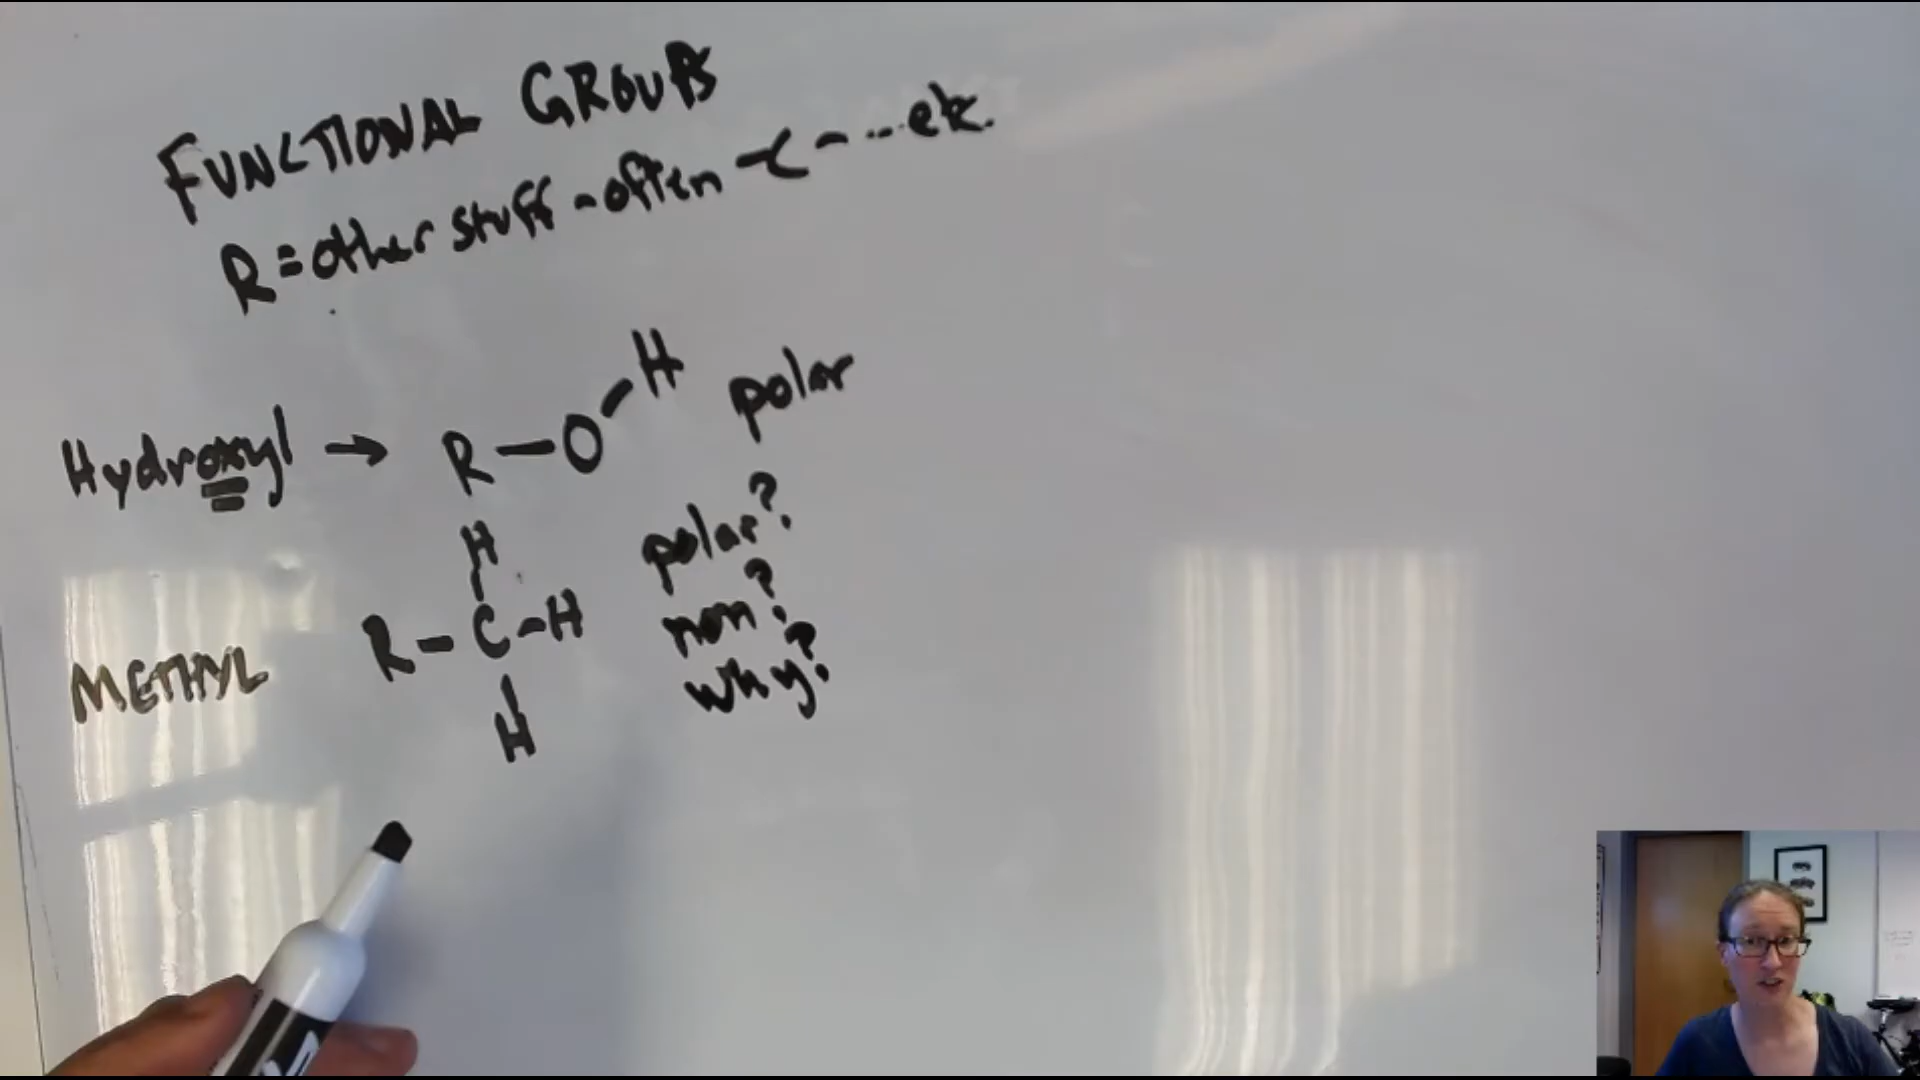 FUNCTIONAL GROUPS
R = other stuff - often -C- ... etc.
Hydroxyl → R-O-H polar
H
METHYL R-C-H polar?
non?
why?
H